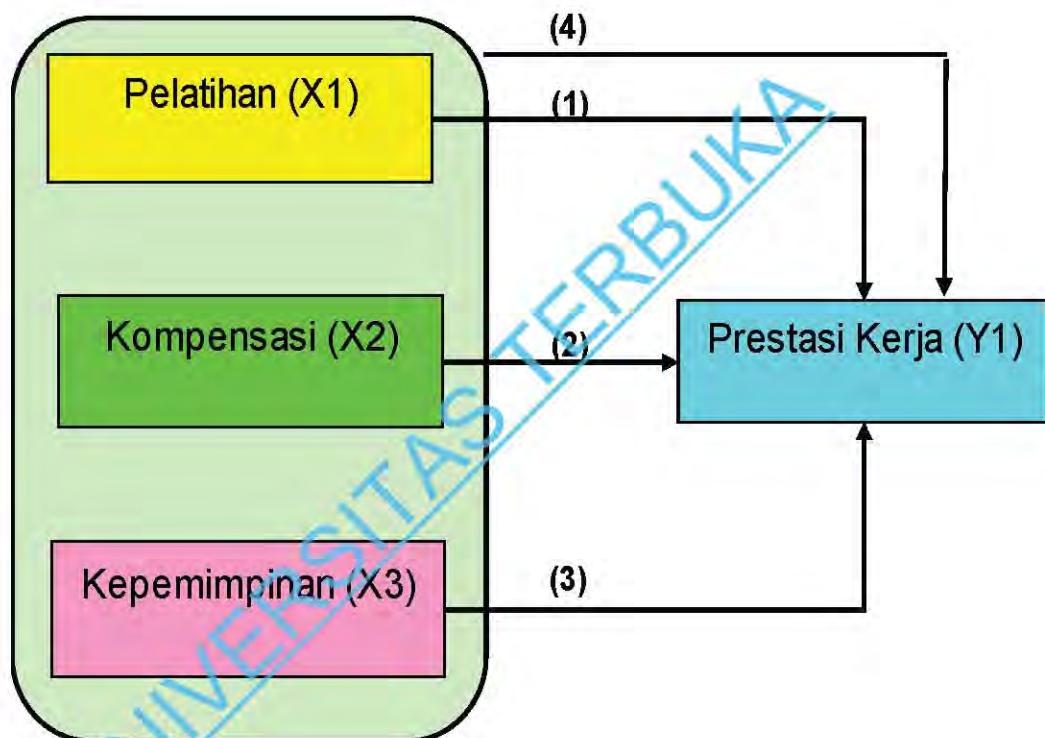 (4)
Pelatihan (X1)
(1)
Kompensasi (X2)
(2)
Prestasi Kerja (Y1)
Kepemimpinan (X3)
(3)
UNIVERSITAS TERBUKA